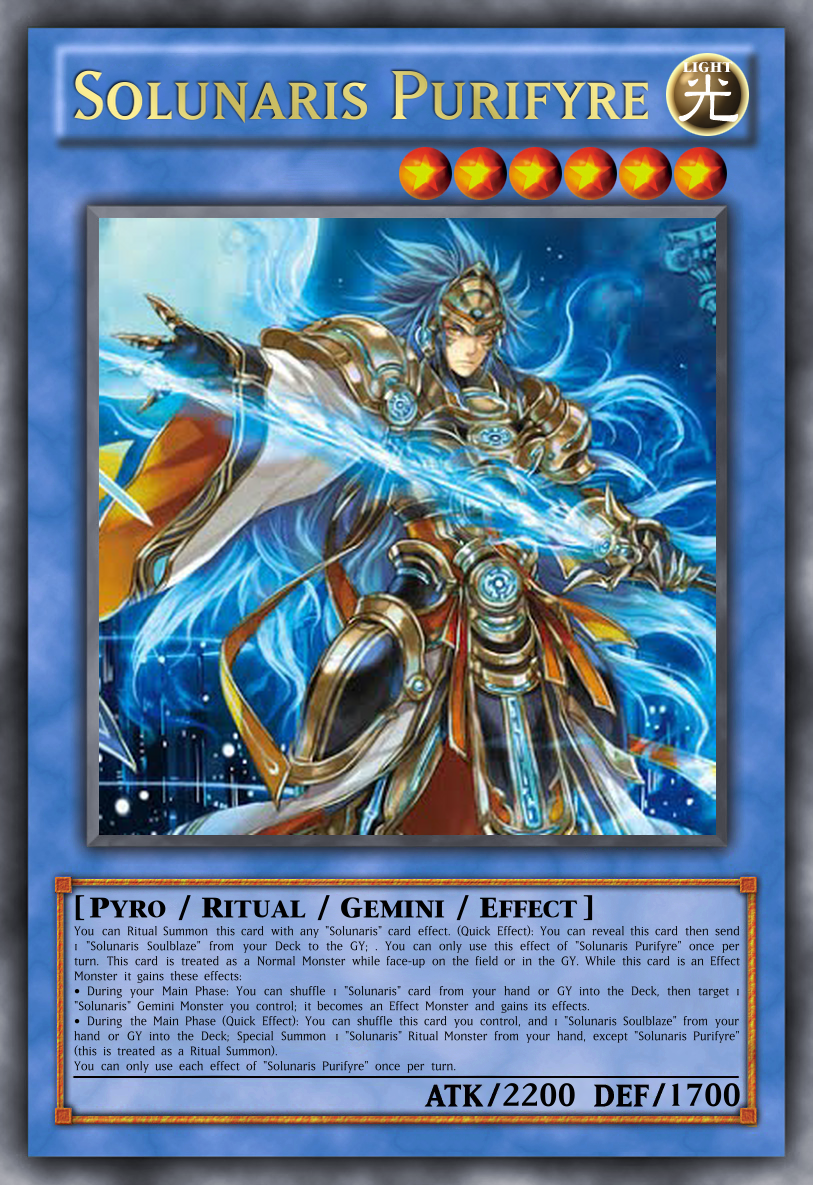 SOLUNARIS PURIFYRE
LIGHT
光
[ PYRO / RITUAL / GEMINI / EFFECT ]
You can Ritual Summon this card with any "Solunaris" card effect. (Quick Effect): You can reveal this card then send
1 "Solunaris Soulblaze" from your Deck to the GY; . You can only use this effect of "Solunaris Purifyre" once per
turn. This card is treated as a Normal Monster while face-up on the field or in the GY. While this card is an Effect
Monster it gains these effects:
• During your Main Phase: You can shuffle 1 "Solunaris" card from your hand or GY into the Deck, then target 1
"Solunaris" Gemini Monster you control; it becomes an Effect Monster and gains its effects.
• During the Main Phase (Quick Effect): You can shuffle this card you control, and 1 "Solunaris Soulblaze" from your
hand or GY into the Deck; Special Summon 1 "Solunaris" Ritual Monster from your hand, except "Solunaris Purifyre"
(this is treated as a Ritual Summon).
You can only use each effect of "Solunaris Purifyre" once per turn.
ATK/2200 DEF/1700